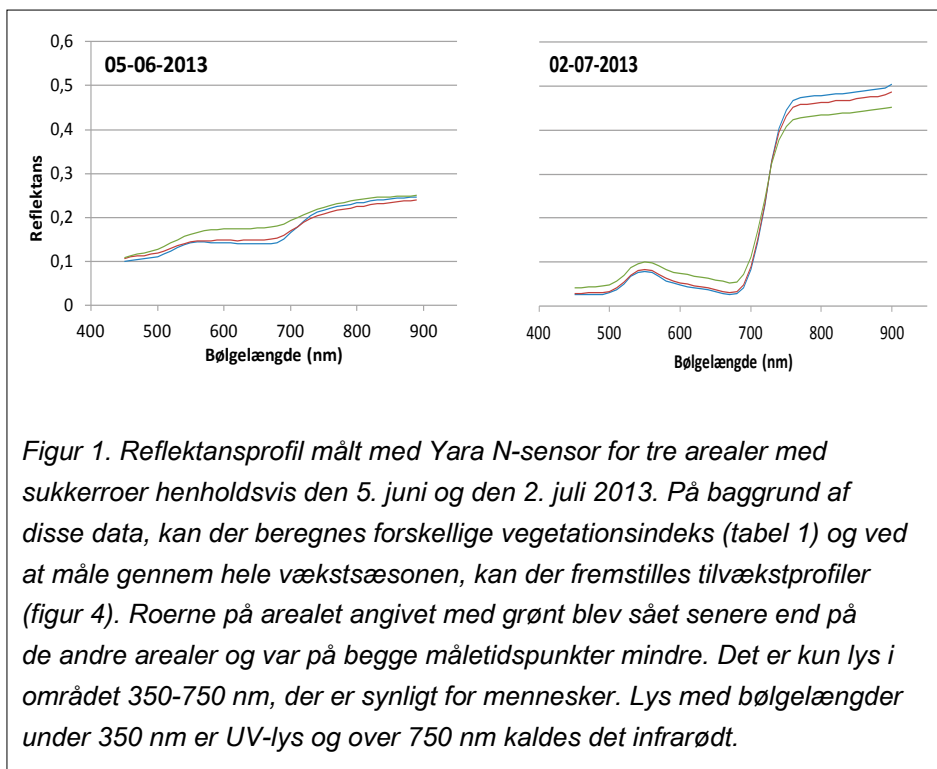 05-06-2013
02-07-2013
0,6
0,5
0,4
0,3
0,2
0,1
0
Reflektans
400 500 600 700 800 900
Bølgelængde (nm)
400 500 600 700 800 900
Bølgelængde (nm)
Figur 1. Reflektansprofil målt med Yara N-sensor for tre arealer med
sukkerroer henholdsvis den 5. juni og den 2. juli 2013. På baggrund af
disse data, kan der beregnes forskellige vegetationsindeks (tabel 1) og ved
at måle gennem hele vækstsæsonen, kan der fremstilles tilvækstprofiler
(figur 4). Roerne på arealet angivet med grønt blev sået senere end på
de andre arealer og var på begge måletidspunkter mindre. Det er kun lys i
området 350-750 nm, der er synligt for mennesker. Lys med bølgelængder
under 350 nm er UV-lys og over 750 nm kaldes det infrarødt.